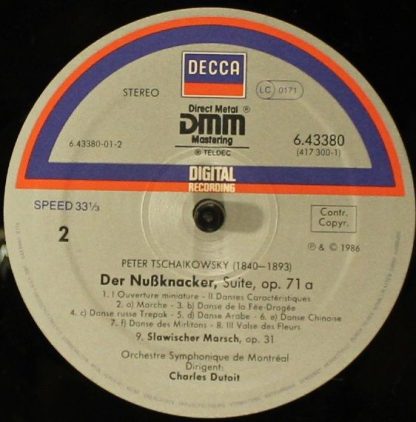 DECCA
STEREO
LC 0171
Direct Metal ®
DMM
Mastering
® TELDEC
6.43380-01-2
6.43380
(417 300-1)
DIGITAL
RECORDING
SPEED 33⅓
Contr.
Copyr.
2
℗ & © 1986
PETER TSCHAIKOWSKY (1840—1893)
Der Nußknacker, Suite, op. 71 a
1. I Ouverture miniature - II Danses Caractéristiques
2. a) Marche - 3. b) Danse de la Fée-Dragée
4. c) Danse russe Trepak - 5. d) Danse Arabe - 6. e) Danse Chinoise
7. f) Danse des Mirlitons - 8. III Valse des Fleurs
9. Slawischer Marsch, op. 31
Orchestre Symphonique de Montréal
Dirigent:
Charles Dutoit